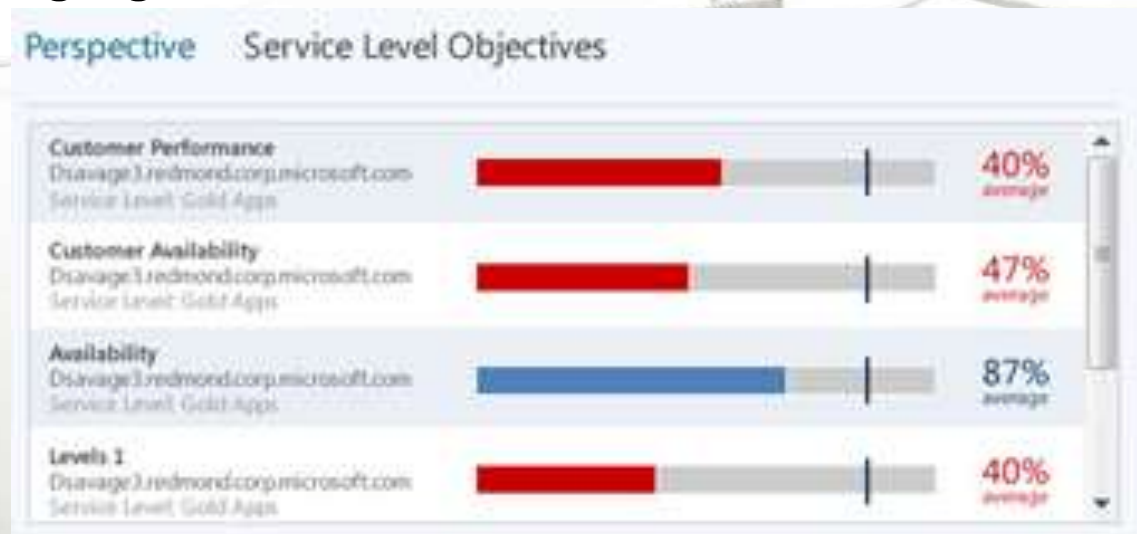 Perspective Service Level Objectives
Customer Performance
Dsavage3.redmond.corp.microsoft.com
Service Level: Gold Apps
40%
average
Customer Availability
Dsavage3.redmond.corp.microsoft.com
Service Level: Gold Apps
47%
average
Availability
Dsavage3.redmond.corp.microsoft.com
Service Level: Gold Apps
87%
average
Levels 1
Dsavage3.redmond.corp.microsoft.com
Service Level: Gold Apps
40%
average